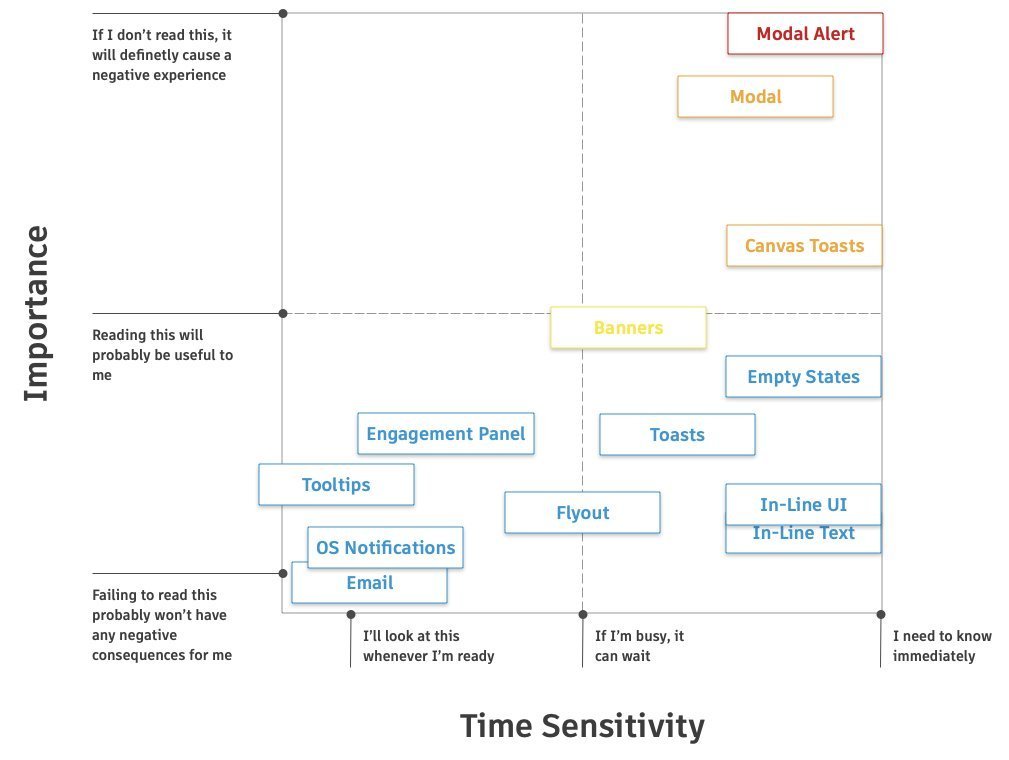 If I don't read this, it
will definetly cause a
negative experience
Modal Alert
Modal
Importance
Canvas Toasts
Banners
Reading this will
probably be useful to
me
Empty States
Engagement Panel
Toasts
Tooltips
Flyout
In-Line UI
In-Line Text
OS Notifications
Email
Failing to read this
probably won't have
any negative
consequences for me
I'll look at this
whenever I'm ready
If I'm busy, it
can wait
I need to know
immediately
Time Sensitivity